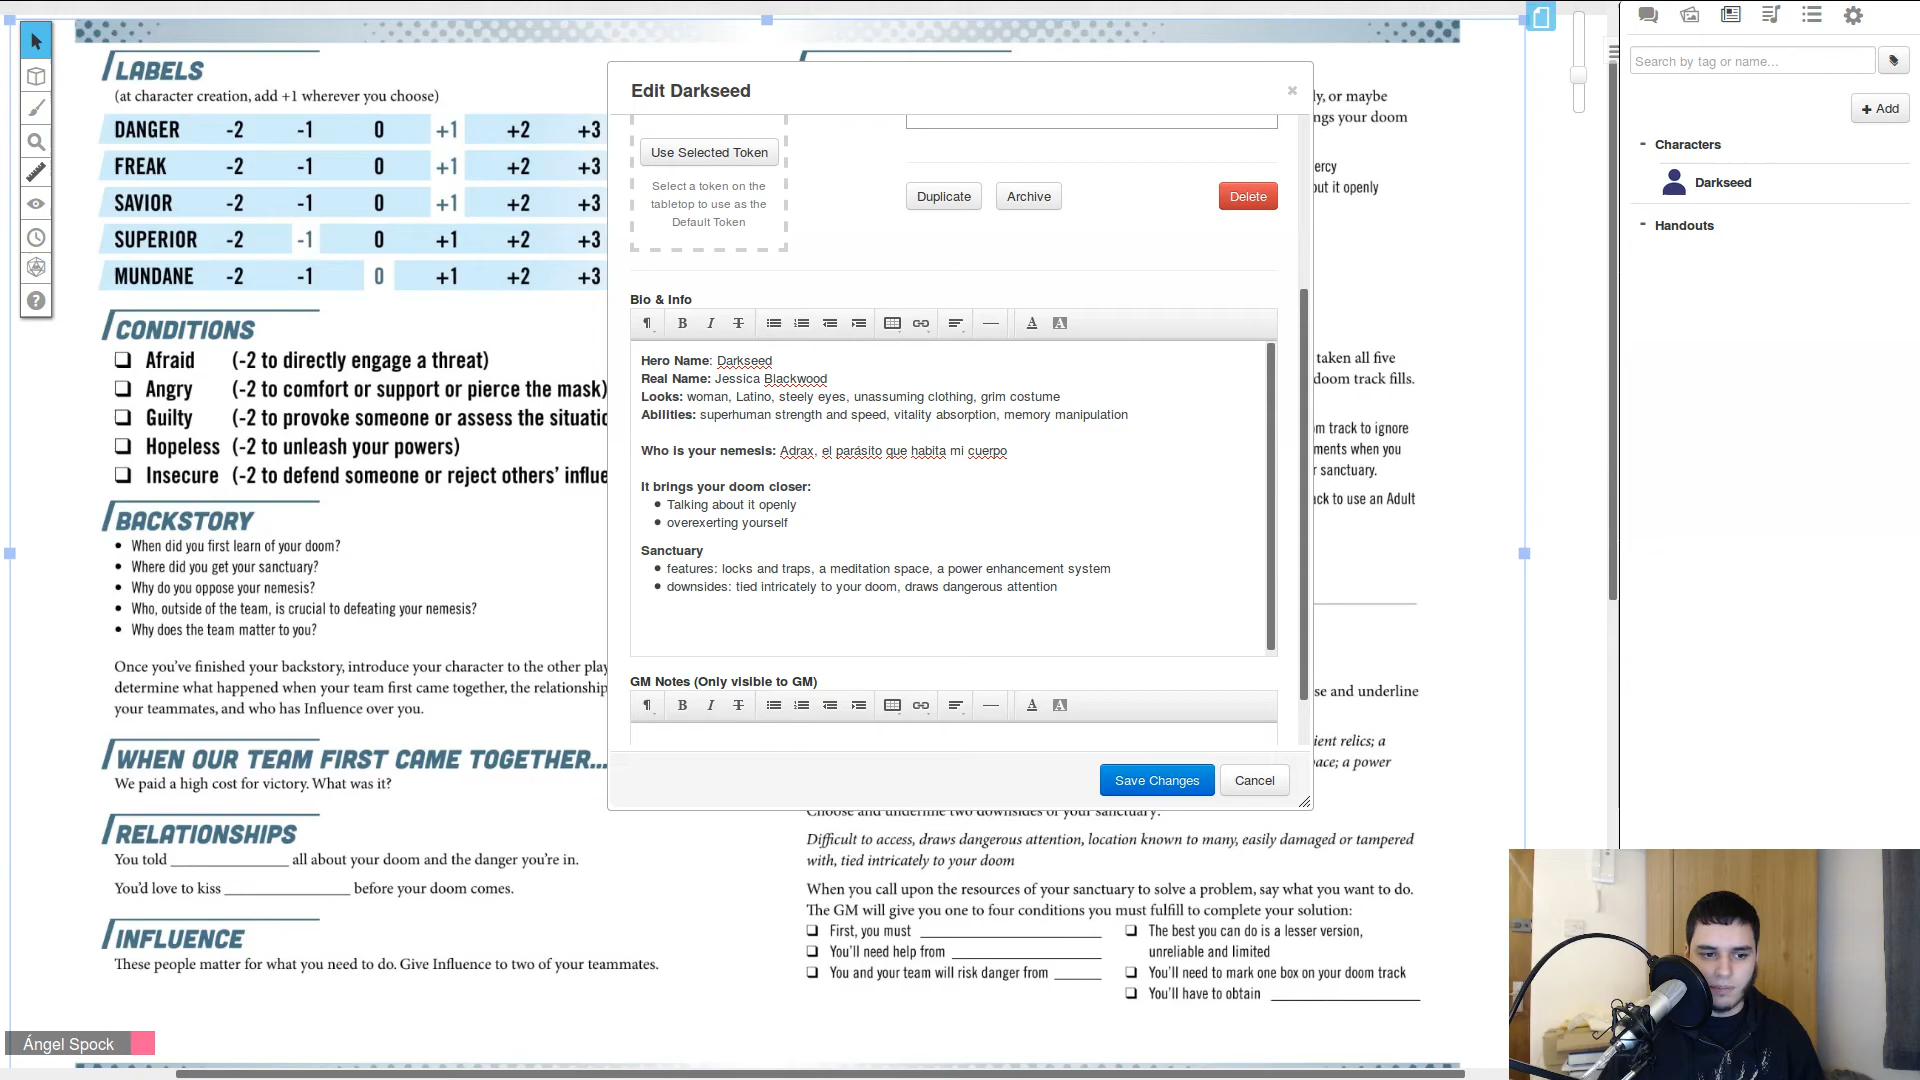 LABELS
(at character creation, add +1 wherever you choose)
DANGER -2 -1 0 +1 +2 +3
FREAK -2 -1 0 +1 +2 +3
SAVIOR -2 -1 0 +1 +2 +3
SUPERIOR -2 -1 0 +1 +2 +3
MUNDANE -2 -1 0 +1 +2 +3
CONDITIONS
Afraid (-2 to directly engage a threat)
Angry (-2 to comfort or support or pierce the mask)
Guilty (-2 to provoke someone or assess the situatio
Hopeless (-2 to unleash your powers)
Insecure (-2 to defend someone or reject others' influe
BACKSTORY
• When did you first learn of your doom?
• Where did you get your sanctuary?
• Why do you oppose your nemesis?
• Who, outside of the team, is crucial to defeating your nemesis?
• Why does the team matter to you?
Once you've finished your backstory, introduce your character to the other play
determine what happened when your team first came together, the relationship
your teammates, and who has Influence over you.
WHEN OUR TEAM FIRST CAME TOGETHER...
We paid a high cost for victory. What was it?
RELATIONSHIPS
You told ________________ all about your doom and the danger you're in.
You'd love to kiss _________________ before your doom comes.
INFLUENCE
These people matter for what you need to do. Give Influence to two of your teammates.
Ángel Spock
Edit Darkseed
×
Use Selected Token
Select a token on the
tabletop to use as the
Default Token
Duplicate
Archive
Delete
Bio & Info
¶ B I T A A
Hero Name: Darkseed
Real Name: Jessica Blackwood
Looks: woman, Latino, steely eyes, unassuming clothing, grim costume
Abilities: superhuman strength and speed, vitality absorption, memory manipulation
Who is your nemesis: Adrax, el parásito que habita mi cuerpo
It brings your doom closer:
• Talking about it openly
• overexerting yourself
Sanctuary
• features: locks and traps, a meditation space, a power enhancement system
• downsides: tied intricately to your doom, draws dangerous attention
GM Notes (Only visible to GM)
¶ B I T A A
Save Changes
Cancel
ly, or maybe
ngs your doom
ercy
ut it openly
taken all five
doom track fills.
m track to ignore
ments when you
r sanctuary.
ack to use an Adult
se and underline
ient relics; a
pace; a power
Choose and underline two downsides of your sanctuary:
Difficult to access, draws dangerous attention, location known to many, easily damaged or tampered
with, tied intricately to your doom
When you call upon the resources of your sanctuary to solve a problem, say what you want to do.
The GM will give you one to four conditions you must fulfill to complete your solution:
First, you must
You'll need help from
You and your team will risk danger from
The best you can do is a lesser version,
unreliable and limited
You'll need to mark one box on your doom track
You'll have to obtain
Search by tag or name...
+ Add
- Characters
Darkseed
- Handouts